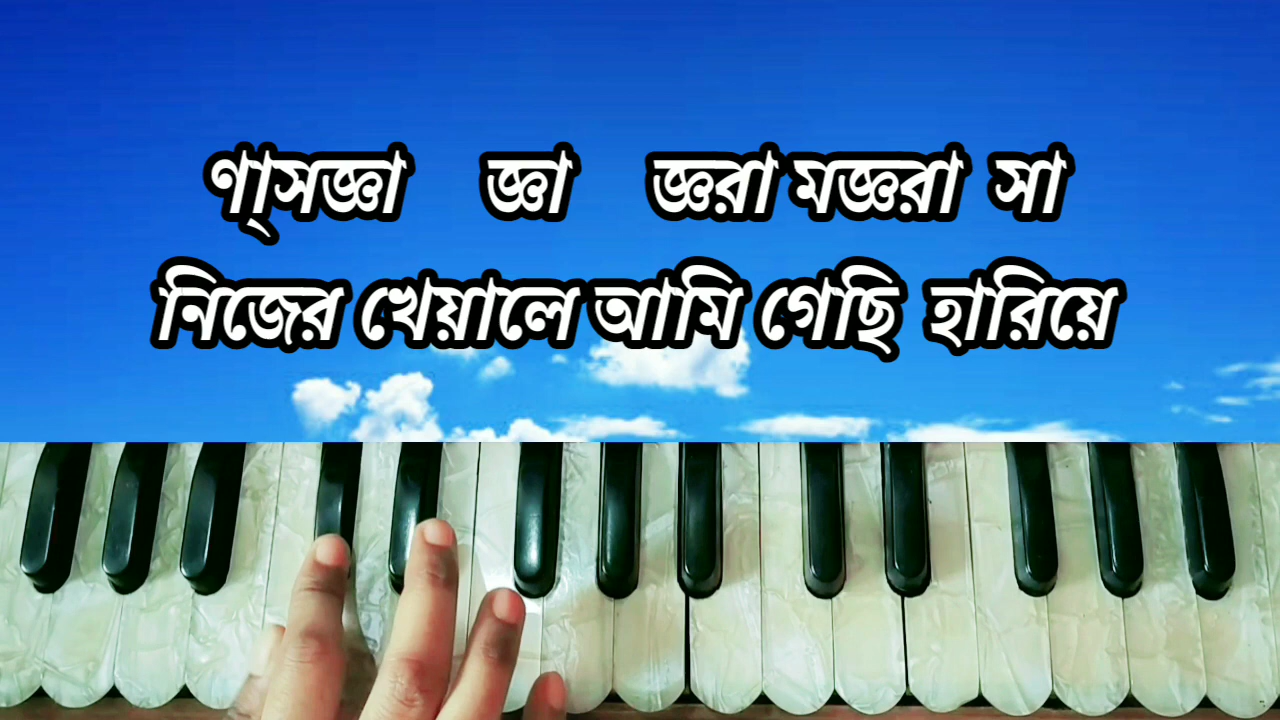 ণা্সজ্ঞা জ্ঞা জ্ঞরা মজ্ঞরা সা
নিজের খেয়ালে আমি গেছি হারিয়ে